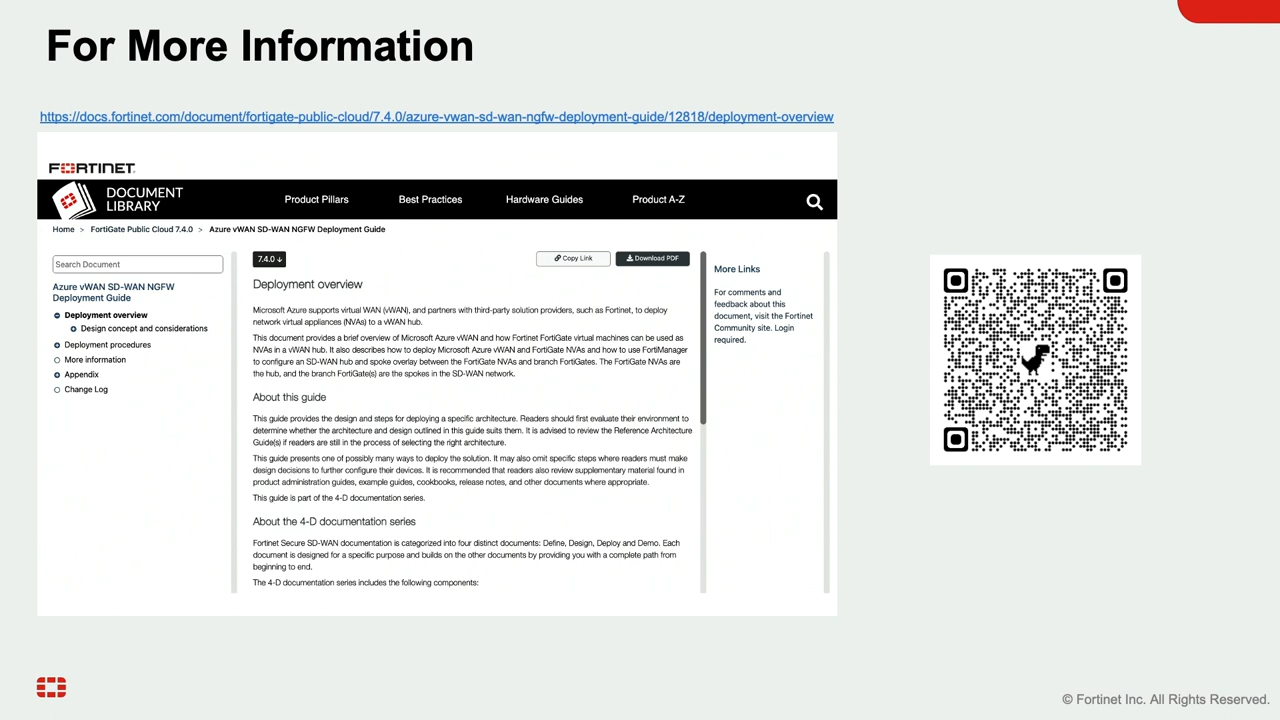 For More Information
https://docs.fortinet.com/document/fortigate-public-cloud/7.4.0/azure-vwan-sd-wan-ngfw-deployment-guide/12818/deployment-overview
FORTINET
DOCUMENT
LIBRARY
Product Pillars
Best Practices
Hardware Guides
Product A-Z
Home > FortiGate Public Cloud 7.4.0 > Azure vWAN SD-WAN NGFW Deployment Guide
Search Document
Azure vWAN SD-WAN NGFW
Deployment Guide
Deployment overview
Design concept and considerations
Deployment procedures
More information
Appendix
Change Log
7.4.0
Copy Link
Download PDF
Deployment overview
Microsoft Azure supports virtual WAN (vWAN), and partners with third-party solution providers, such as Fortinet, to deploy
network virtual appliances (NVAs) to a vWAN hub.
This document provides a brief overview of Microsoft Azure vWAN and how Fortinet FortiGate virtual machines can be used as
NVAs in a vWAN hub. It also describes how to deploy Microsoft Azure vWAN and FortiGate NVAs and how to use FortiManager
to configure an SD-WAN hub and spoke overlay between the FortiGate NVAs and branch FortiGates. The FortiGate NVAs are
the hub, and the branch FortiGate(s) are the spokes in the SD-WAN network.
About this guide
This guide provides the design and steps for deploying a specific architecture. Readers should first evaluate their environment to
determine whether the architecture and design outlined in this guide suits them. It is advised to review the Reference Architecture
Guide(s) if readers are still in the process of selecting the right architecture.
This guide presents one of possibly many ways to deploy the solution. It may also omit specific steps where readers must make
design decisions to further configure their devices. It is recommended that readers also review supplementary material found in
product administration guides, example guides, cookbooks, release notes, and other documents where appropriate.
This guide is part of the 4-D documentation series.
About the 4-D documentation series
Fortinet Secure SD-WAN documentation is categorized into four distinct documents: Define, Design, Deploy and Demo. Each
document is designed for a specific purpose and builds on the other documents by providing you with a complete path from
beginning to end.
The 4-D documentation series includes the following components:
More Links
For comments and
feedback about this
document, visit the Fortinet
Community site. Login
required.
© Fortinet Inc. All Rights Reserved.